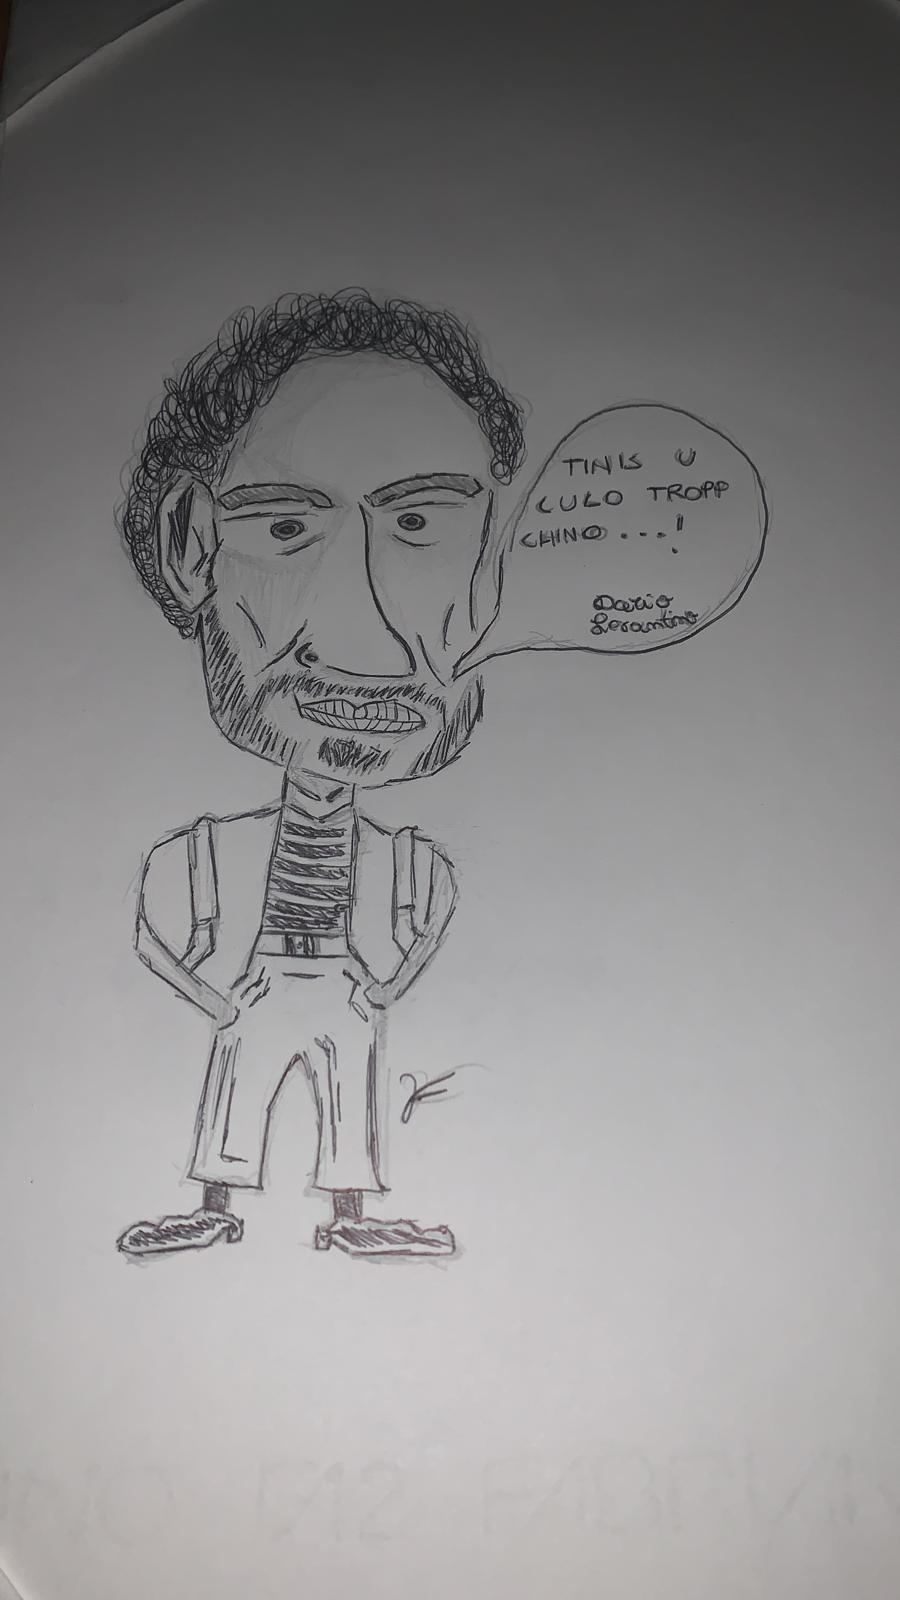 TINIS U
CULO TROPP
CHINO...!
Dario